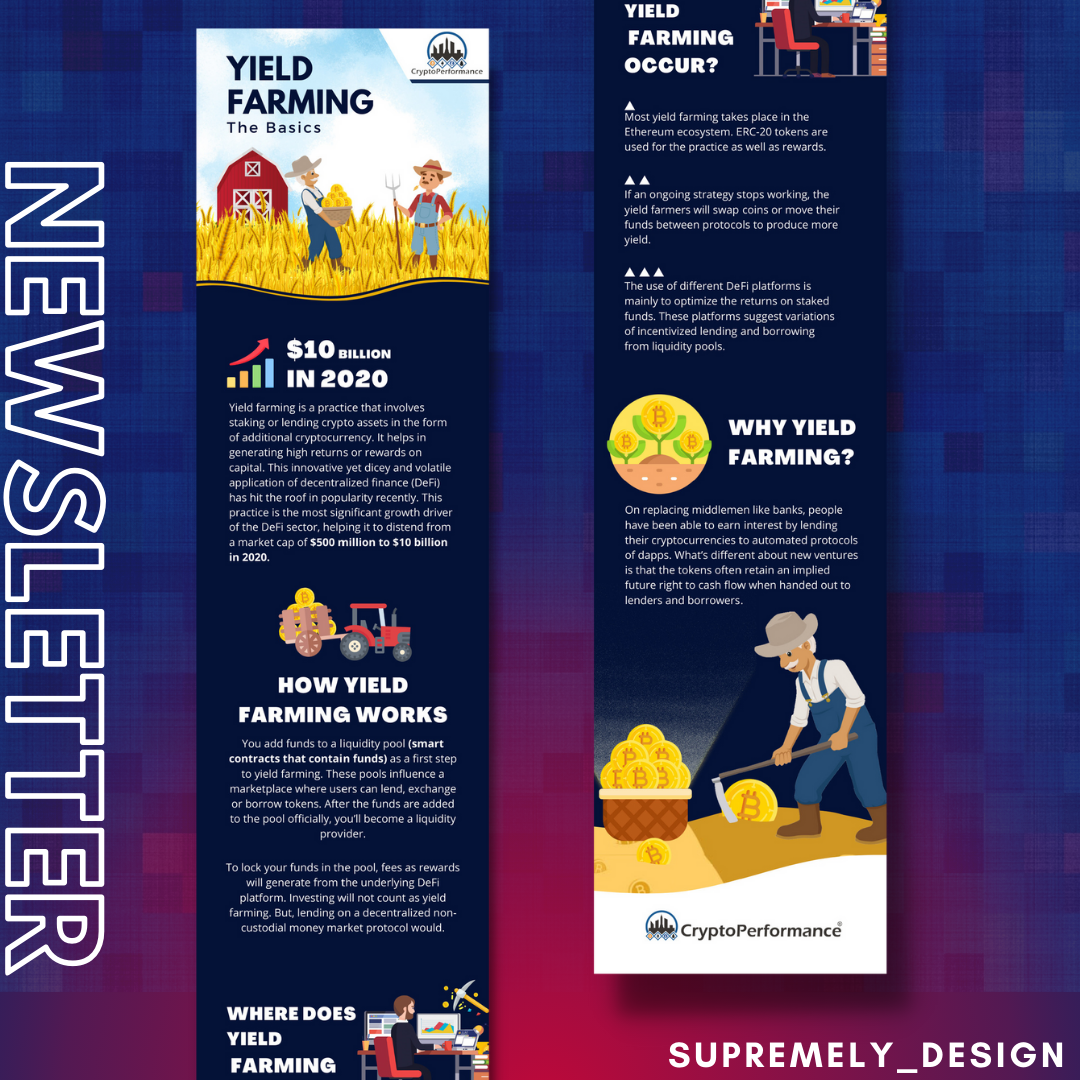 NEWSLETTER
YIELD
FARMING
The Basics
CryptoPerformance
$10 BILLION
IN 2020
Yield farming is a practice that involves
staking or lending crypto assets in the form
of additional cryptocurrency. It helps in
generating high returns or rewards on
capital. This innovative yet dicey and volatile
application of decentralized finance (DeFi)
has hit the roof in popularity recently. This
practice is the most significant growth driver
of the DeFi sector, helping it to distend from
a market cap of $500 million to $10 billion
in 2020.
HOW YIELD
FARMING WORKS
You add funds to a liquidity pool (smart
contracts that contain funds) as a first step
to yield farming. These pools influence a
marketplace where users can lend, exchange
or borrow tokens. After the funds are added
to the pool officially, you'll become a liquidity
provider.
To lock your funds in the pool, fees as rewards
will generate from the underlying DeFi
platform. Investing will not count as yield
farming. But, lending on a decentralized non-
custodial money market protocol would.
WHERE DOES
YIELD
FARMING
YIELD
FARMING
OCCUR?
Most yield farming takes place in the
Ethereum ecosystem. ERC-20 tokens are
used for the practice as well as rewards.
If an ongoing strategy stops working, the
yield farmers will swap coins or move their
funds between protocols to produce more
yield.
The use of different DeFi platforms is
mainly to optimize the returns on staked
funds. These platforms suggest variations
of incentivized lending and borrowing
from liquidity pools.
WHY YIELD
FARMING?
On replacing middlemen like banks, people
have been able to earn interest by lending
their cryptocurrencies to automated protocols
of dapps. What's different about new ventures
is that the tokens often retain an implied
future right to cash flow when handed out to
lenders and borrowers.
CryptoPerformance®
SUPREMELY_DESIGN